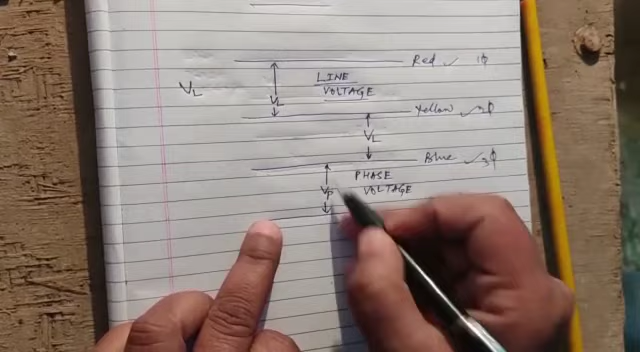 Red ✓ 1ϕ
LINE
VOLTAGE
VL
VL
Yellow ✓ 2ϕ
VL
Blue ✓ 3ϕ
PHASE
VOLTAGE
VP